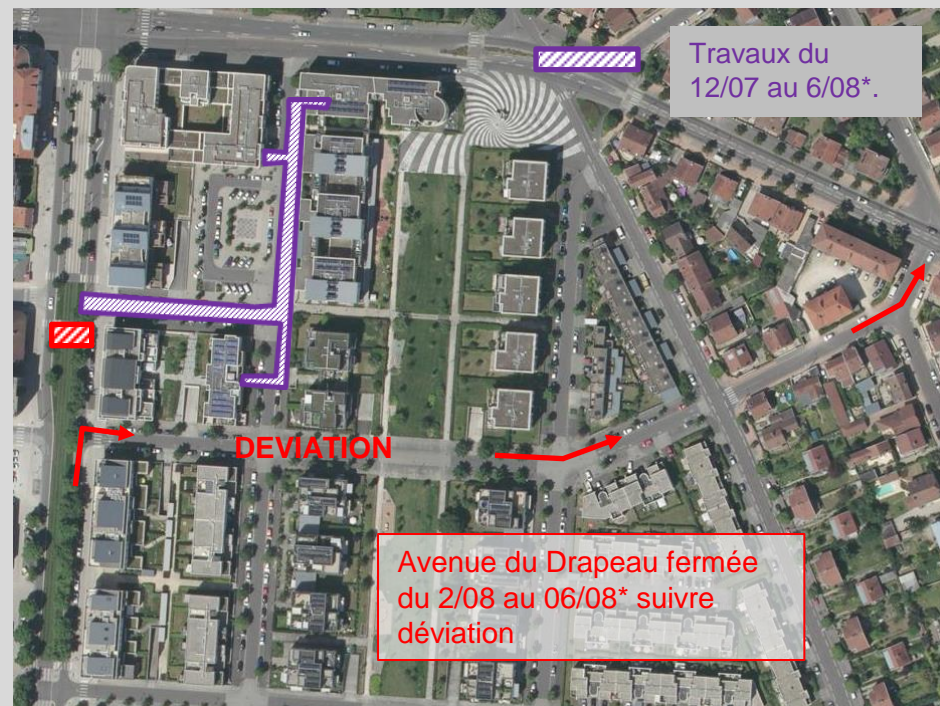 Travaux du
12/07 au 6/08*.
DEVIATION
Avenue du Drapeau fermée
du 2/08 au 06/08* suivre
déviation